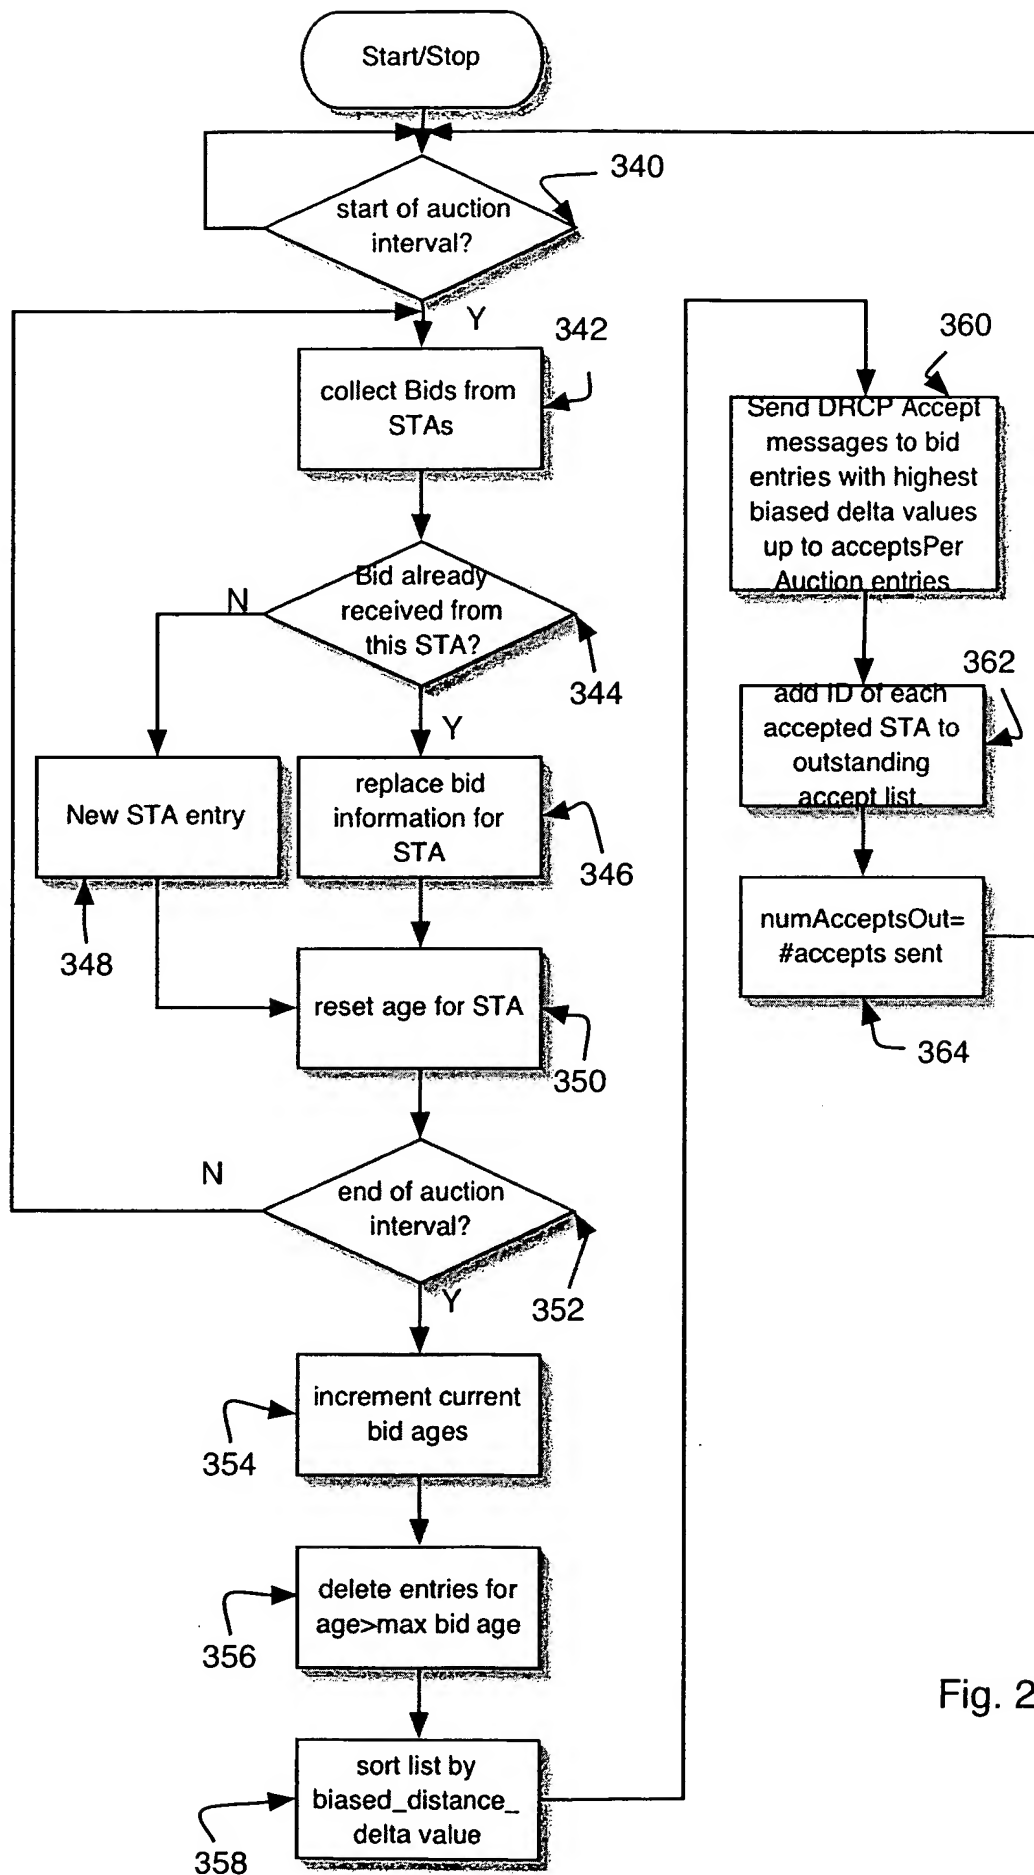 Start/Stop
340
start of auction
interval?
Y
342
collect Bids from
STAs
Bid already
received from
this STA?
N
344
Y
New STA entry
348
replace bid
information for
STA
346
reset age for STA
350
N
end of auction
interval?
352
Y
increment current
bid ages
354
delete entries for
age>max bid age
356
sort list by
biased_distance_
delta value
358
360
Send DRCP Accept
messages to bid
entries with highest
biased delta values
up to acceptsPer
Auction entries
362
add ID of each
accepted STA to
outstanding
accept list.
numAcceptsOut=
#accepts sent
364
Fig. 2